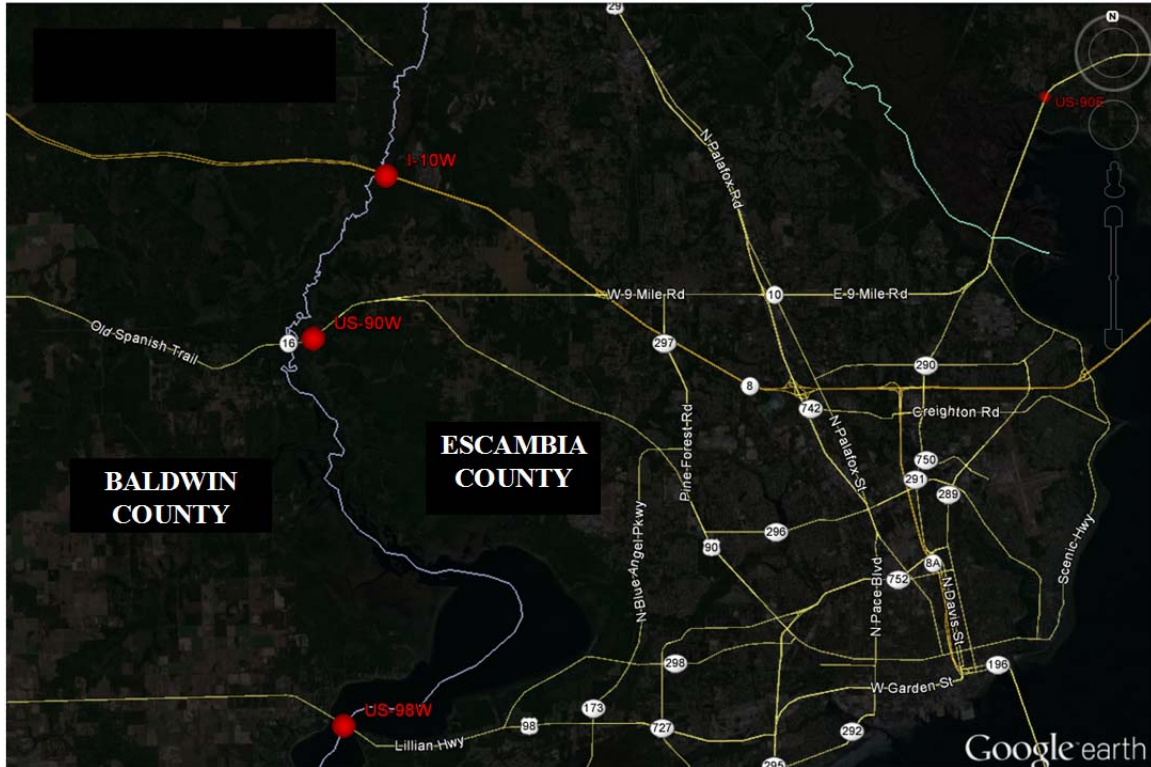 29
N
US-90E
N Palafox Rd
I-10W
W 9 Mile Rd
10
E 9 Mile Rd
US-90W
16
Old Spanish Trail
297
290
8
742
Creighton Rd
N Palafox St
Pine Forest Rd
ESCAMBIA
COUNTY
BALDWIN
COUNTY
750
291
289
296
90
N Blue Angel Pkwy
Scenic Hwy
8A
752
N Pace Blvd
N Davis St
298
196
W Garden St
173
US-98W
98
727
292
Lillian Hwy
295
Google earth